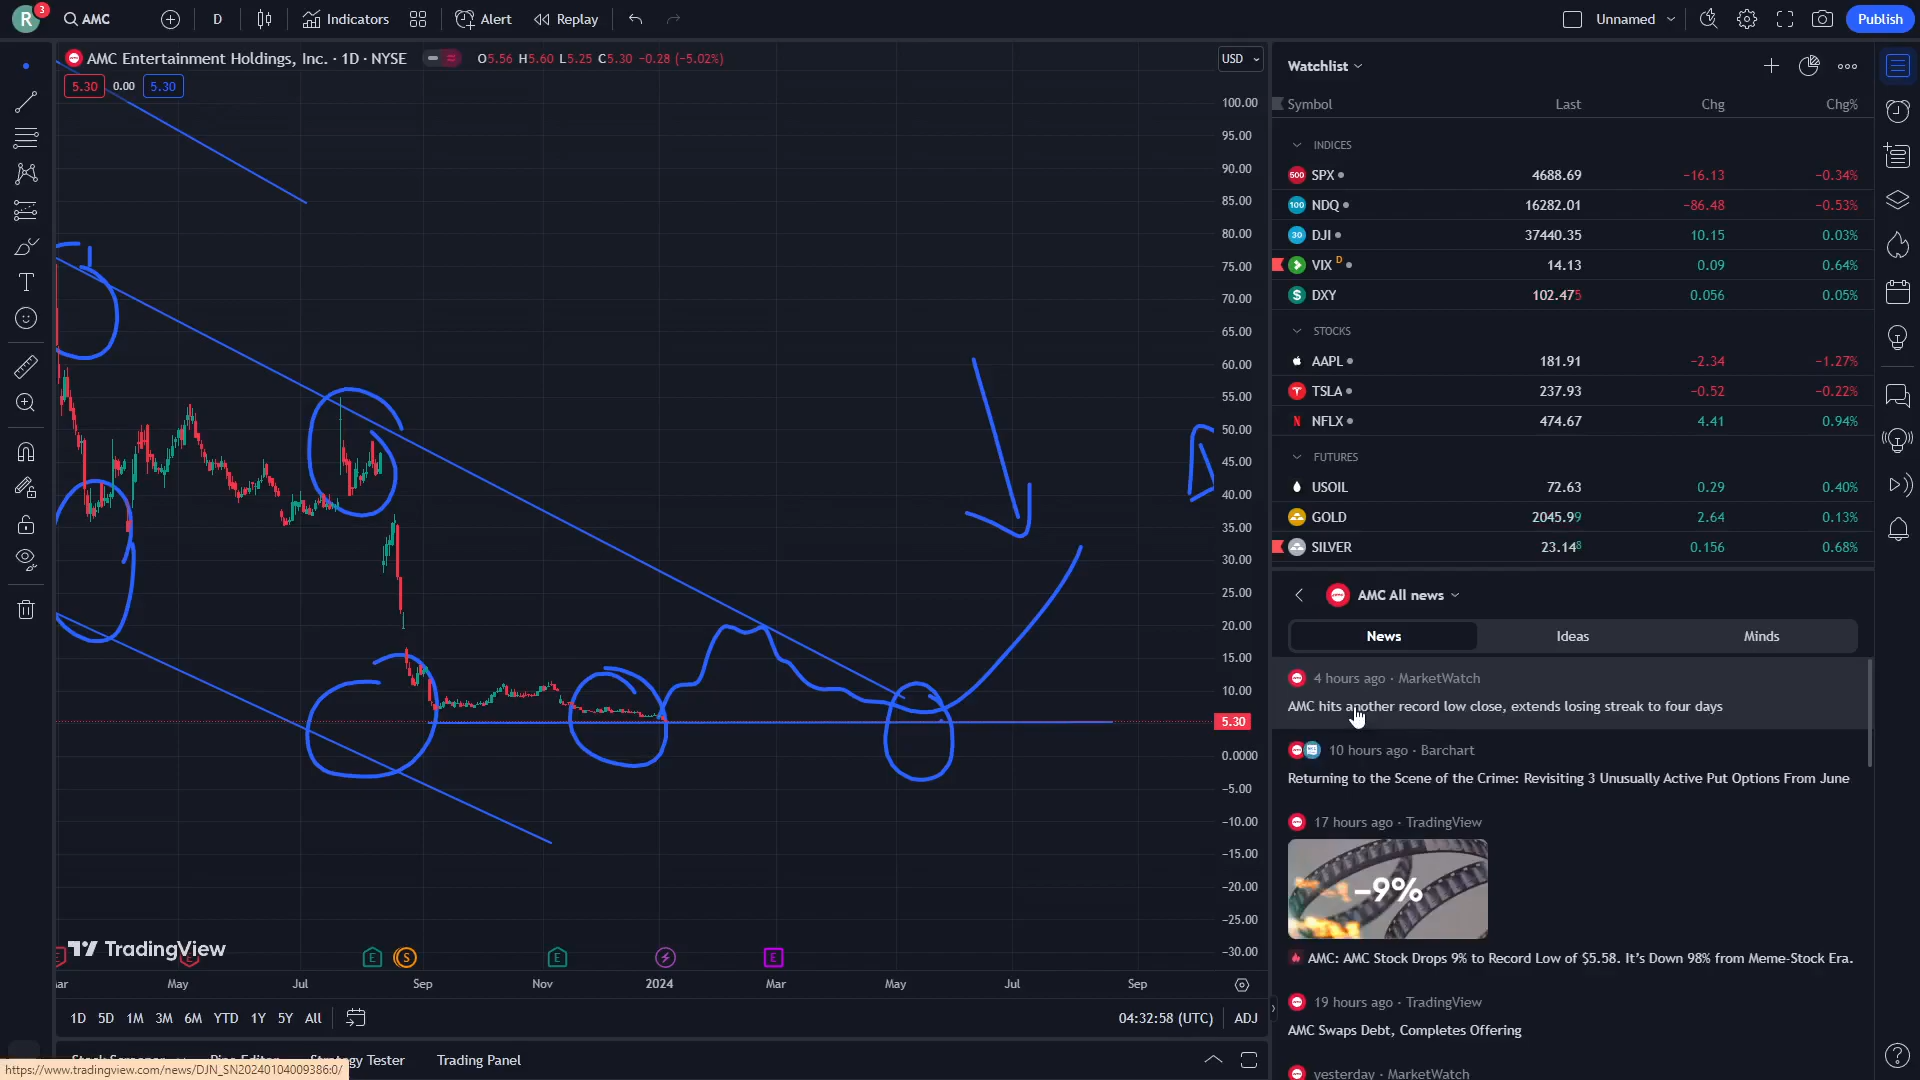 R
3
AMC
D
Indicators
Alert
Replay
Unnamed
Publish
AMC Entertainment Holdings, Inc. · 1D · NYSE
O5.56 H5.60 L5.25 C5.30 −0.28 (−5.02%)
USD
5.30
0.00
5.30
100.00
95.00
90.00
85.00
80.00
75.00
70.00
65.00
60.00
55.00
50.00
45.00
40.00
35.00
30.00
25.00
20.00
15.00
10.00
5.30
0.0000
−5.00
−10.00
−15.00
−20.00
−25.00
−30.00
TradingView
E
S
E
E
ar
May
Jul
Sep
Nov
2024
Mar
May
Jul
Sep
1D 5D 1M 3M 6M YTD 1Y 5Y All
04:32:58 (UTC)
ADJ
Strategy Tester
Trading Panel
https://www.tradingview.com/news/DJN_SN20240104009386:0/
Watchlist
Symbol Last Chg Chg%
INDICES
500 SPX 4688.69 −16.13 −0.34%
100 NDQ 16282.01 −86.48 −0.53%
30 DJI 37440.35 10.15 0.03%
VIX D 14.13 0.09 0.64%
$ DXY 102.475 0.056 0.05%
STOCKS
AAPL 181.91 −2.34 −1.27%
TSLA 237.93 −0.52 −0.22%
N NFLX 474.67 4.41 0.94%
FUTURES
USOIL 72.63 0.29 0.40%
GOLD 2045.99 2.64 0.13%
SILVER 23.148 0.156 0.68%
AMC All news
News
Ideas
Minds
4 hours ago · MarketWatch
AMC hits another record low close, extends losing streak to four days
10 hours ago · Barchart
Returning to the Scene of the Crime: Revisiting 3 Unusually Active Put Options From June
17 hours ago · TradingView
−9%
AMC: AMC Stock Drops 9% to Record Low of $5.58. It's Down 98% from Meme-Stock Era.
19 hours ago · TradingView
AMC Swaps Debt, Completes Offering
yesterday · MarketWatch